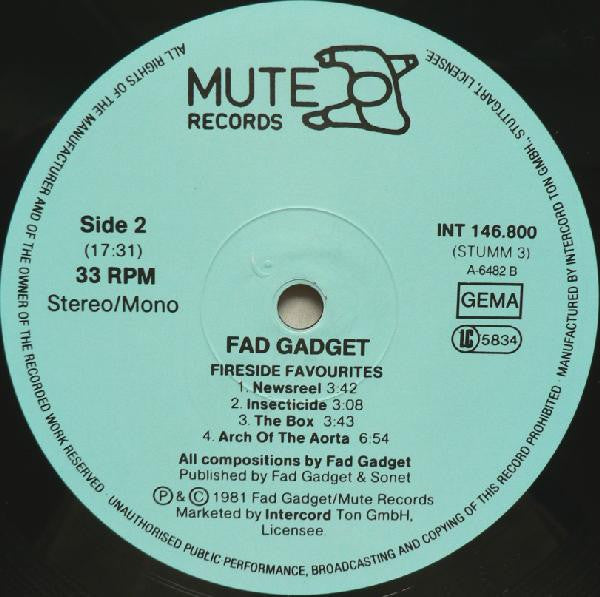 MUTE
RECORDS
Side 2
(17:31)
33 RPM
Stereo/Mono
INT 146.800
(STUMM 3)
A-6482 B
GEMA
LC 5834
FAD GADGET
FIRESIDE FAVOURITES
1. Newsreel 3:42
2. Insecticide 3:08
3. The Box 3:43
4. Arch Of The Aorta 6:54
All compositions by Fad Gadget
Published by Fad Gadget & Sonet
Ⓟ & Ⓒ 1981 Fad Gadget/Mute Records
Marketed by Intercord Ton GmbH,
Licensee.
ALL RIGHTS OF THE MANUFACTURER AND OF THE OWNER OF THE RECORDED WORK RESERVED · UNAUTHORISED PUBLIC PERFORMANCE, BROADCASTING AND COPYING OF THIS RECORD PROHIBITED · MANUFACTURED BY INTERCORD TON GMBH, STUTTGART, LICENSEE.